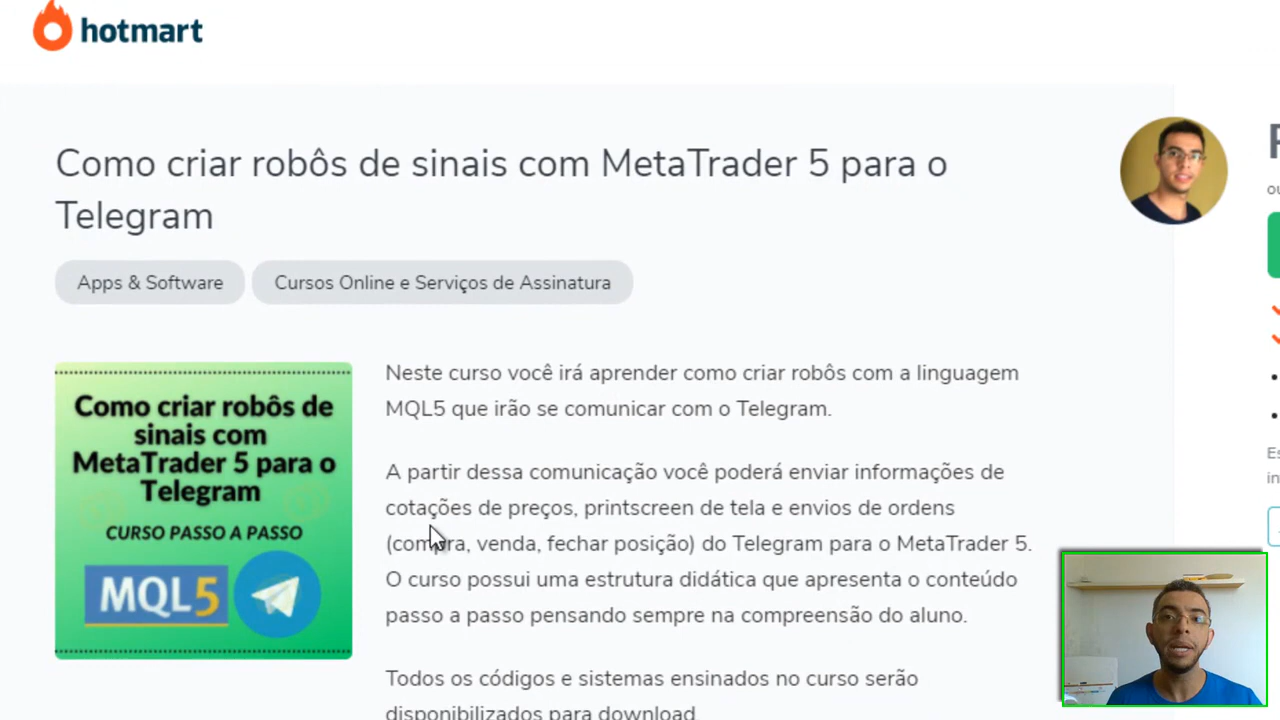 hotmart
Como criar robôs de sinais com MetaTrader 5 para o
Telegram
Apps & Software
Cursos Online e Serviços de Assinatura
Como criar robôs de
sinais com
MetaTrader 5 para o
Telegram
CURSO PASSO A PASSO
MQL5
Neste curso você irá aprender como criar robôs com a linguagem
MQL5 que irão se comunicar com o Telegram.
A partir dessa comunicação você poderá enviar informações de
cotações de preços, printscreen de tela e envios de ordens
(compra, venda, fechar posição) do Telegram para o MetaTrader 5.
O curso possui uma estrutura didática que apresenta o conteúdo
passo a passo pensando sempre na compreensão do aluno.
Todos os códigos e sistemas ensinados no curso serão
disponibilizados para download.